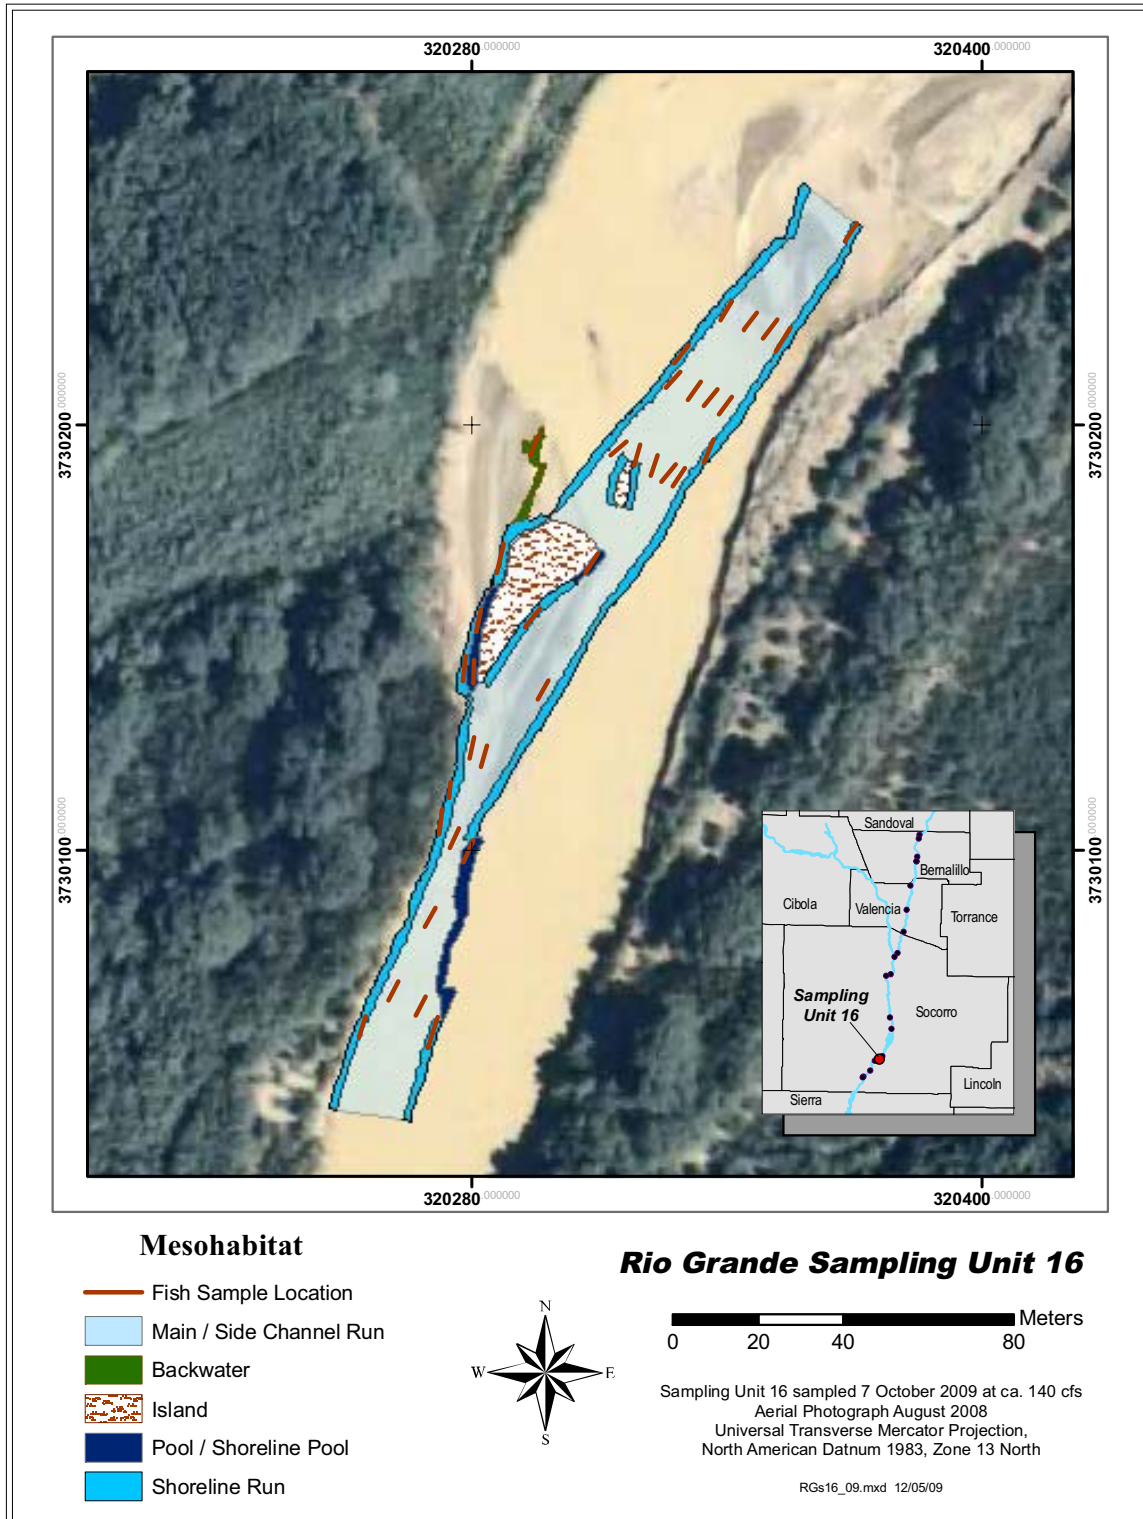 320280.000000 320400.000000
3730200.000000 3730200.000000
3730100.000000 3730100.000000
Sandoval
Bernalillo
Cibola
Valencia
Torrance
Sampling
Unit 16
Socorro
Lincoln
Sierra
320280.000000 320400.000000
Mesohabitat
Fish Sample Location
Main / Side Channel Run
Backwater
Island
Pool / Shoreline Pool
Shoreline Run
N
W E
S
Rio Grande Sampling Unit 16
Meters
0 20 40 80
Sampling Unit 16 sampled 7 October 2009 at ca. 140 cfs
Aerial Photograph August 2008
Universal Transverse Mercator Projection,
North American Datnum 1983, Zone 13 North
RGs16_09.mxd 12/05/09